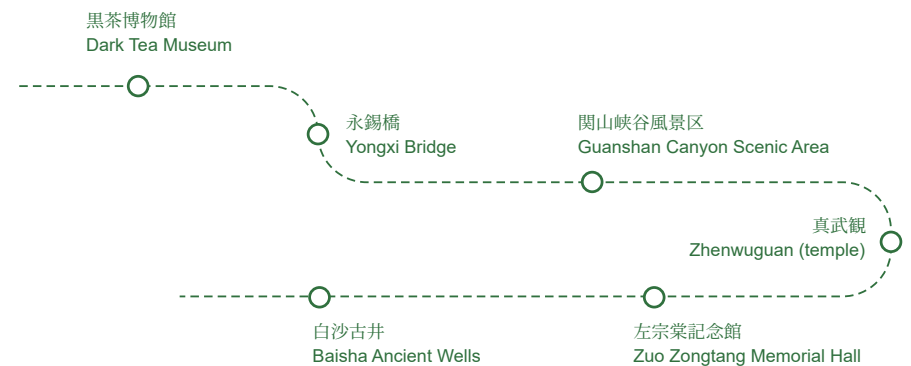 黒茶博物館
Dark Tea Museum
永錫橋
Yongxi Bridge
関山峡谷風景区
Guanshan Canyon Scenic Area
真武観
Zhenwuguan (temple)
左宗棠記念館
Zuo Zongtang Memorial Hall
白沙古井
Baisha Ancient Wells